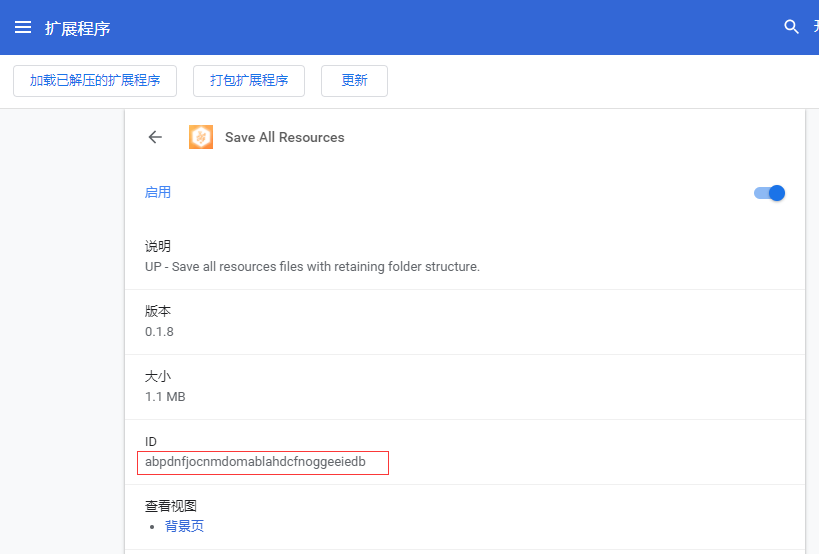 扩展程序
加载已解压的扩展程序 打包扩展程序 更新
Save All Resources
启用
说明
UP - Save all resources files with retaining folder structure.
版本
0.1.8
大小
1.1 MB
ID
abpdnfjocnmdomablahdcfnoggeeiedb
查看视图
背景页